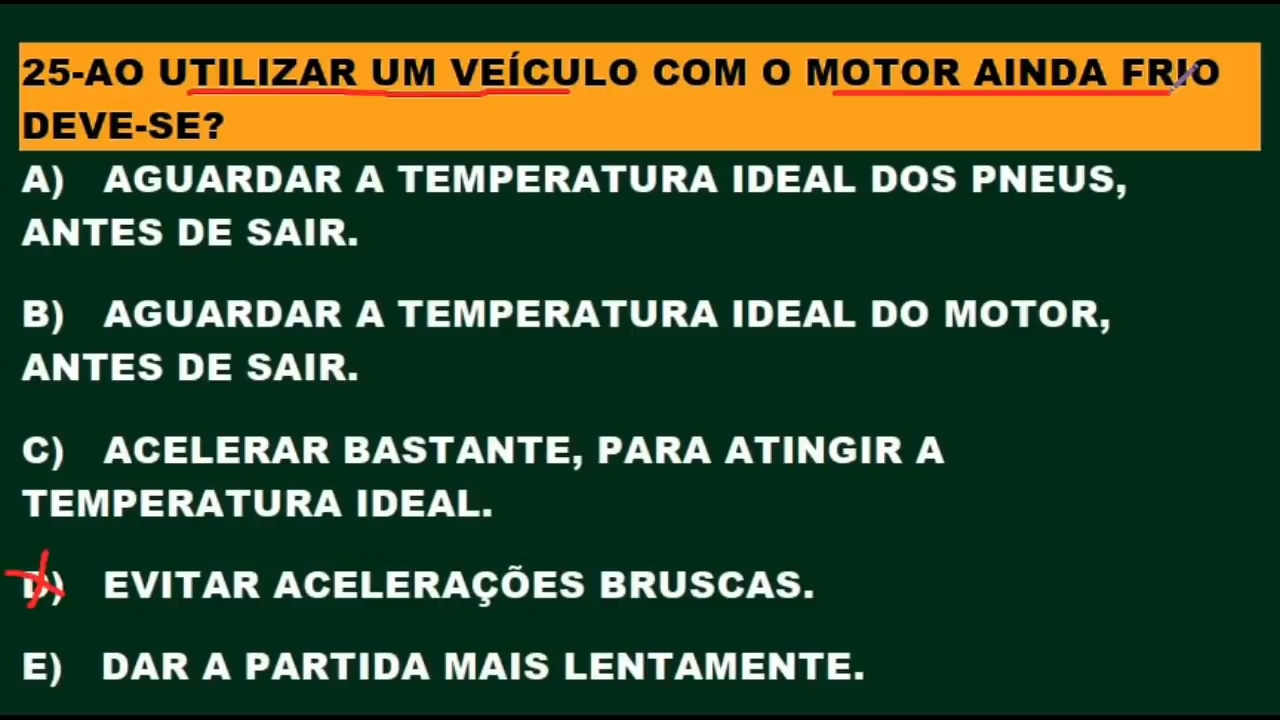 25-AO UTILIZAR UM VEÍCULO COM O MOTOR AINDA FRIO
DEVE-SE?
A) AGUARDAR A TEMPERATURA IDEAL DOS PNEUS,
ANTES DE SAIR.
B) AGUARDAR A TEMPERATURA IDEAL DO MOTOR,
ANTES DE SAIR.
C) ACELERAR BASTANTE, PARA ATINGIR A
TEMPERATURA IDEAL.
D) EVITAR ACELERAÇÕES BRUSCAS.
E) DAR A PARTIDA MAIS LENTAMENTE.